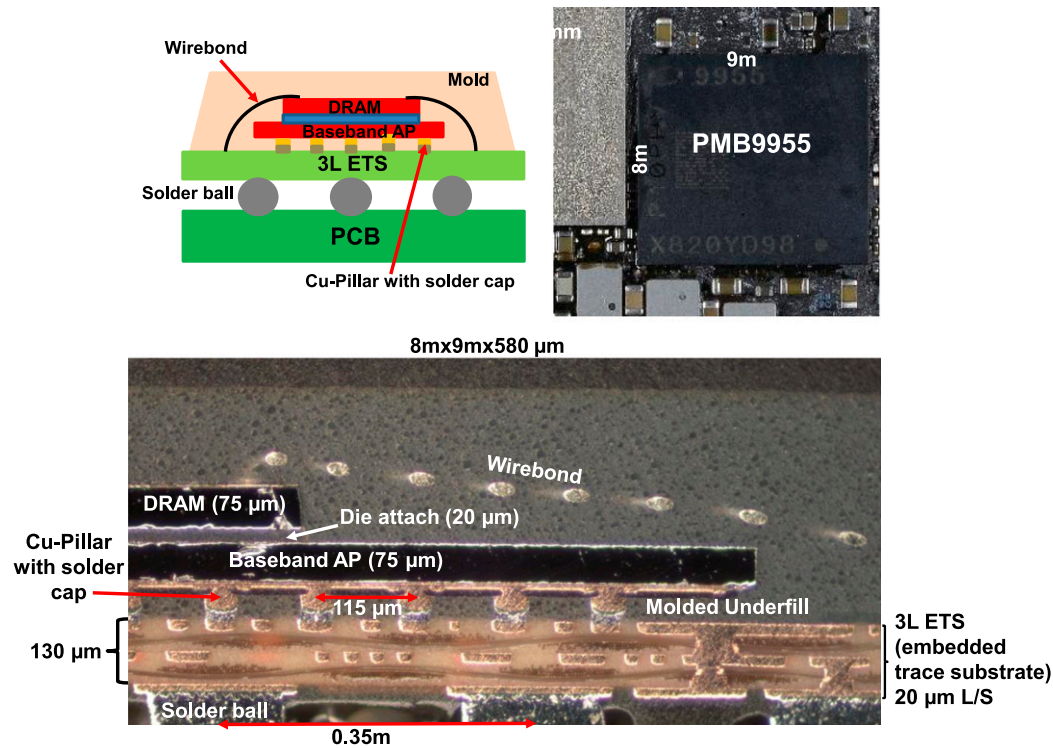 Wirebond
Mold
DRAM
Baseband AP
3L ETS
Solder ball
PCB
Cu-Pillar with solder cap
mm
9m
9955
8m
PMB9955
X820YD98
8mx9mx580 µm
Wirebond
DRAM (75 µm)
Die attach (20 µm)
Baseband AP (75 µm)
Cu-Pillar
with solder
cap
115 µm
Molded Underfill
130 µm
3L ETS
(embedded
trace substrate)
20 µm L/S
Solder ball
0.35m